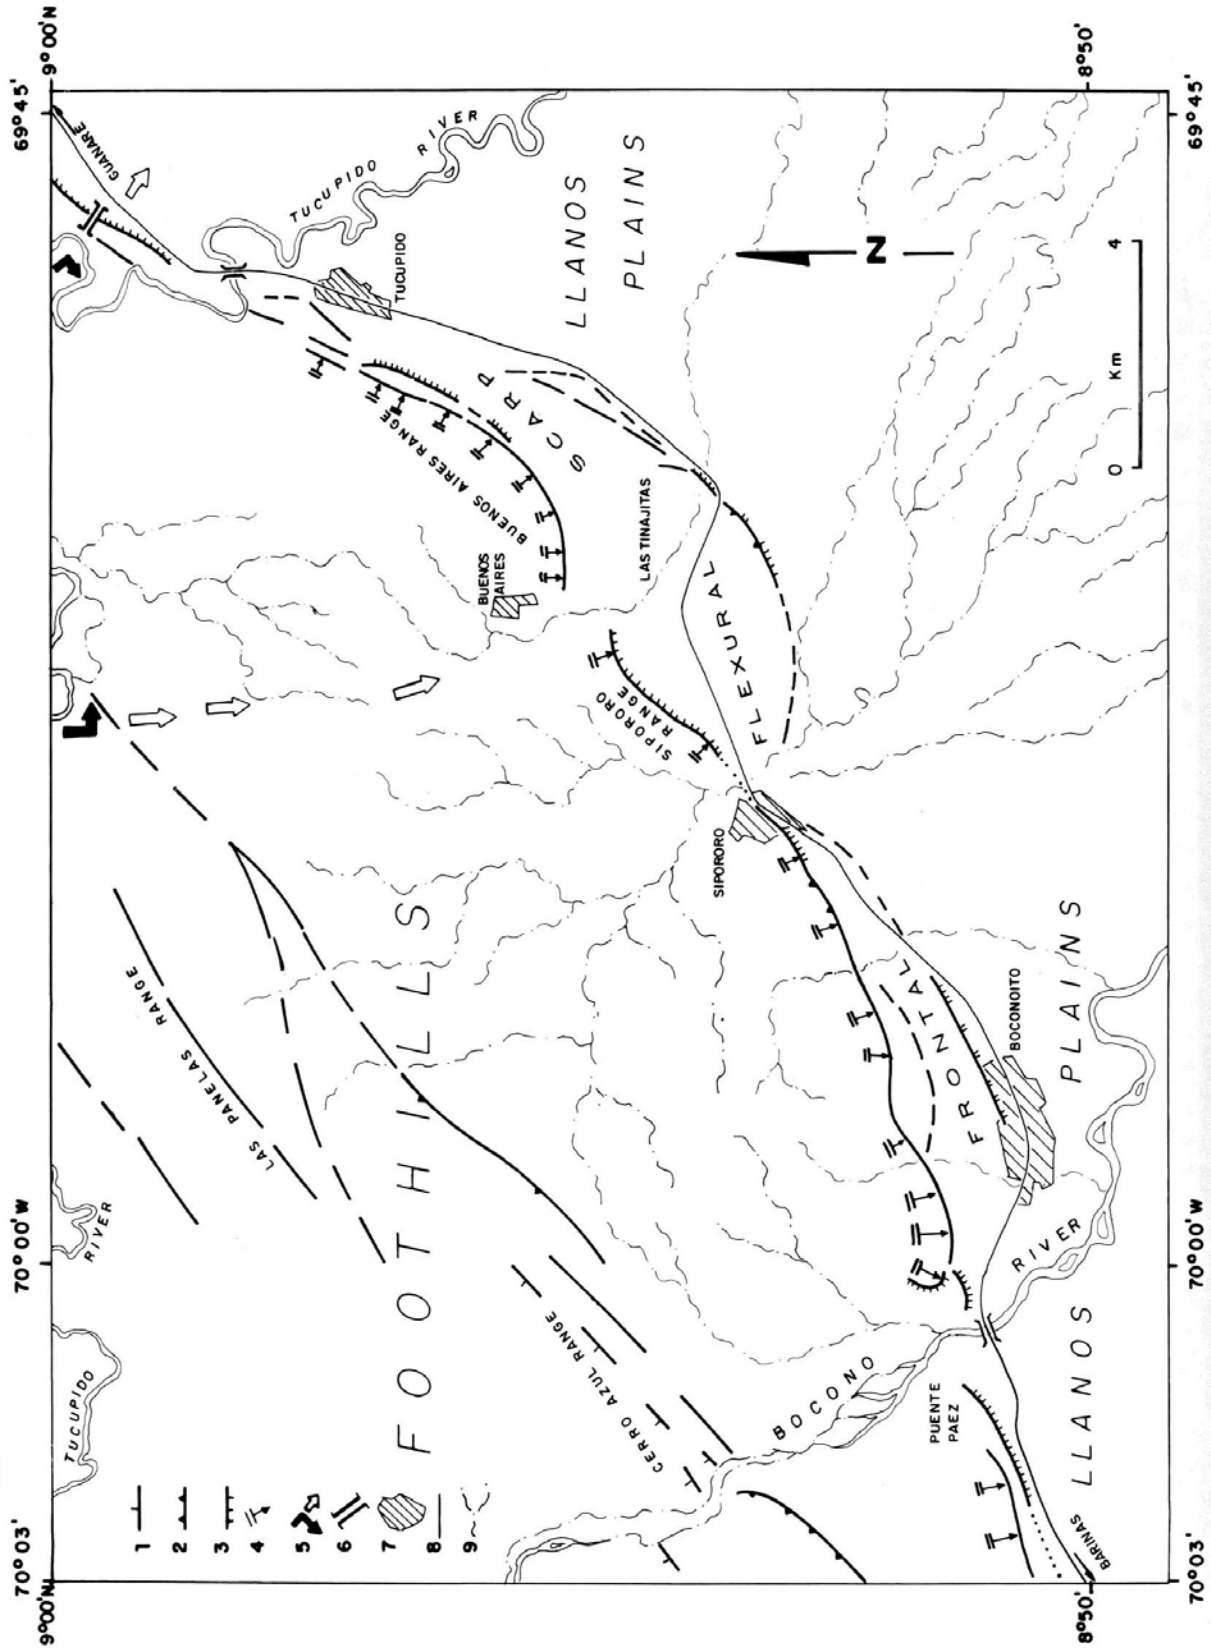 70°03'
70°00'W
69°45'
9°00'N
9°00'N
TUCUPIDO
RIVER
GUANARE
1
2
3
4
5
6
7
8
9
LAS PANELAS RANGE
TUCUPIDO
RIVER
TUCUPIDO
FOOTHILLS
BUENOS AIRES RANGE
BUENOS
AIRES
SCARP
CERRO AZUL RANGE
LLANOS
PLAINS
LAS TINAJITAS
SIPORORO
RANGE
FLEXURAL
SIPORORO
BOCONO
PUENTE
PAEZ
FRONTAL
BOCONOITO
RIVER
N
LLANOS
PLAINS
BARINAS
0
Km
4
8°50'
8°50'
70°03'
70°00'W
69°45'